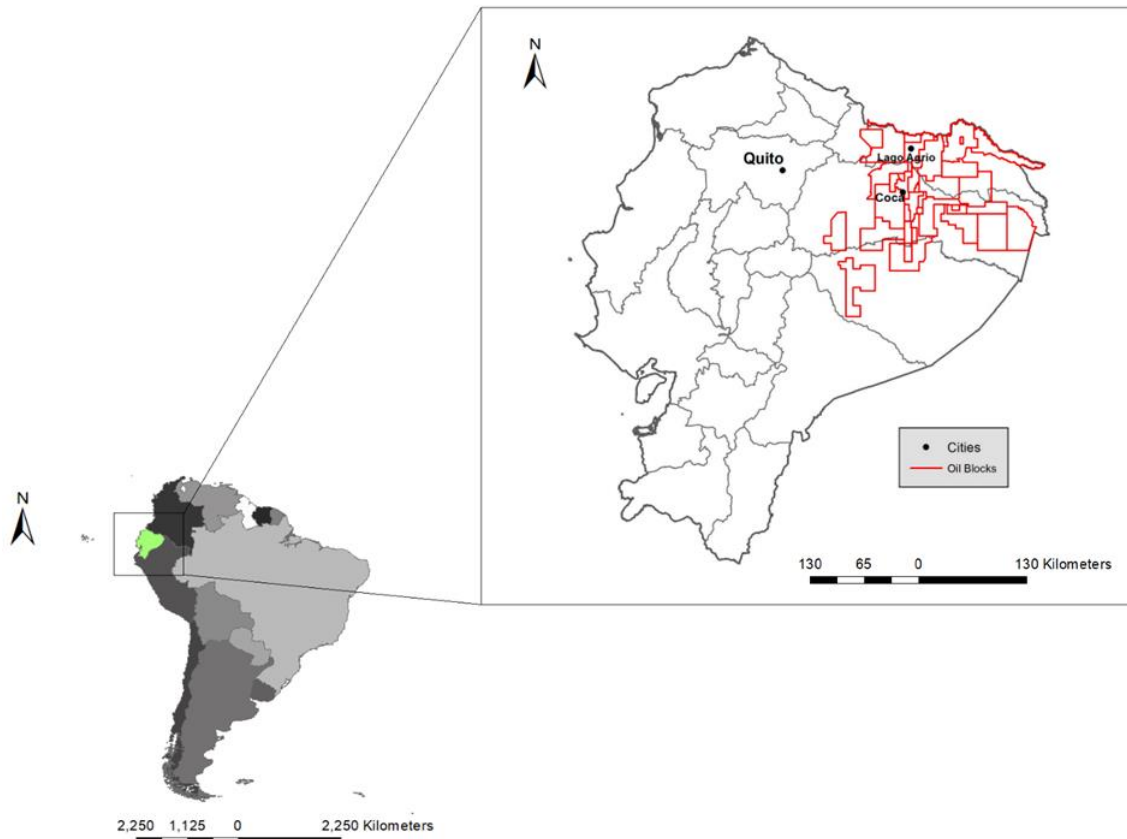 N
Quito
Lago Agrio
Coca
Cities
Oil Blocks
130 65 0 130 Kilometers
N
2,250 1,125 0 2,250 Kilometers